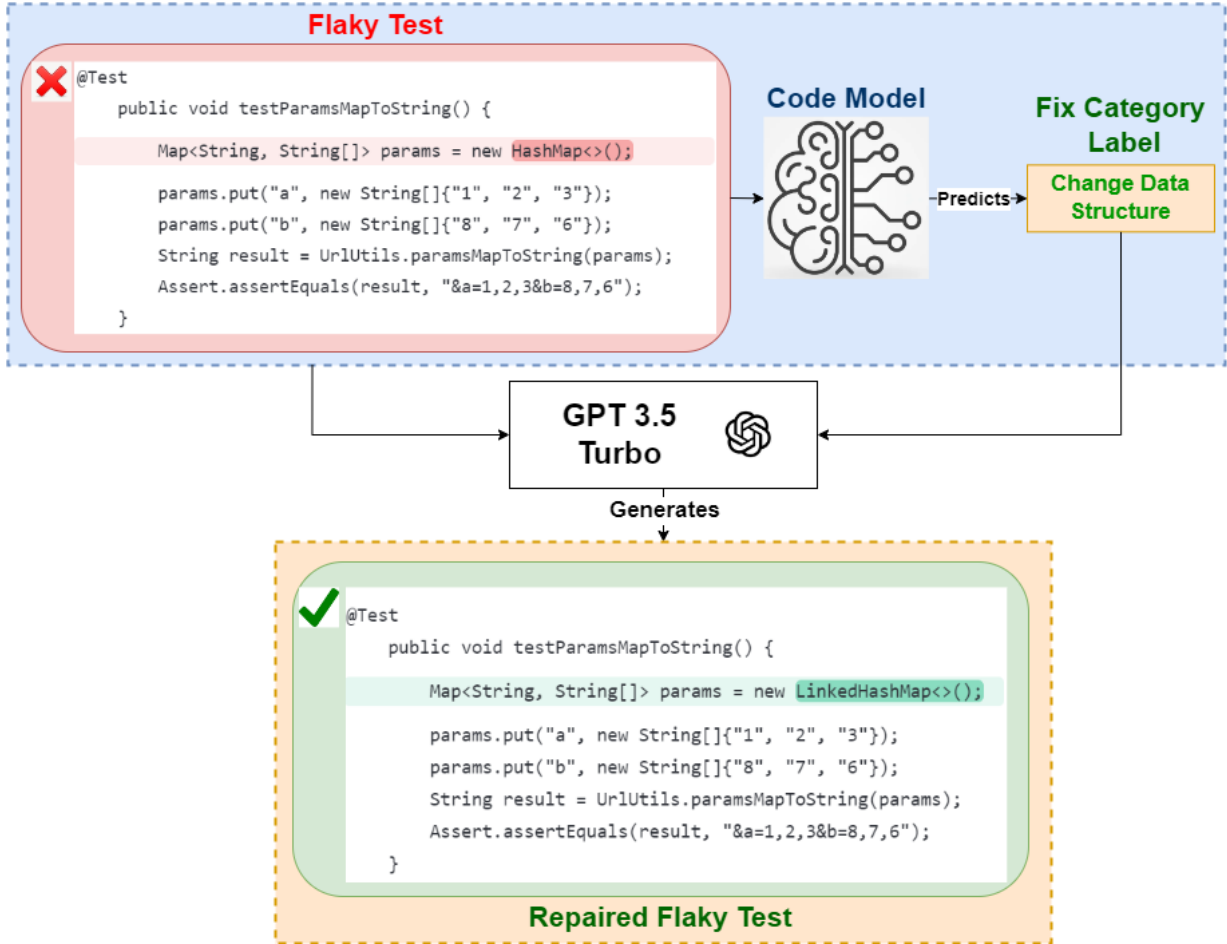 Flaky Test
@Test
public void testParamsMapToString() {
Map<String, String[]> params = new HashMap<>();
params.put("a", new String[]{"1", "2", "3"});
params.put("b", new String[]{"8", "7", "6"});
String result = UrlUtils.paramsMapToString(params);
Assert.assertEquals(result, "&a=1,2,3&b=8,7,6");
}
Code Model
Predicts
Fix Category
Label
Change Data
Structure
GPT 3.5
Turbo
Generates
@Test
public void testParamsMapToString() {
Map<String, String[]> params = new LinkedHashMap<>();
params.put("a", new String[]{"1", "2", "3"});
params.put("b", new String[]{"8", "7", "6"});
String result = UrlUtils.paramsMapToString(params);
Assert.assertEquals(result, "&a=1,2,3&b=8,7,6");
}
Repaired Flaky Test